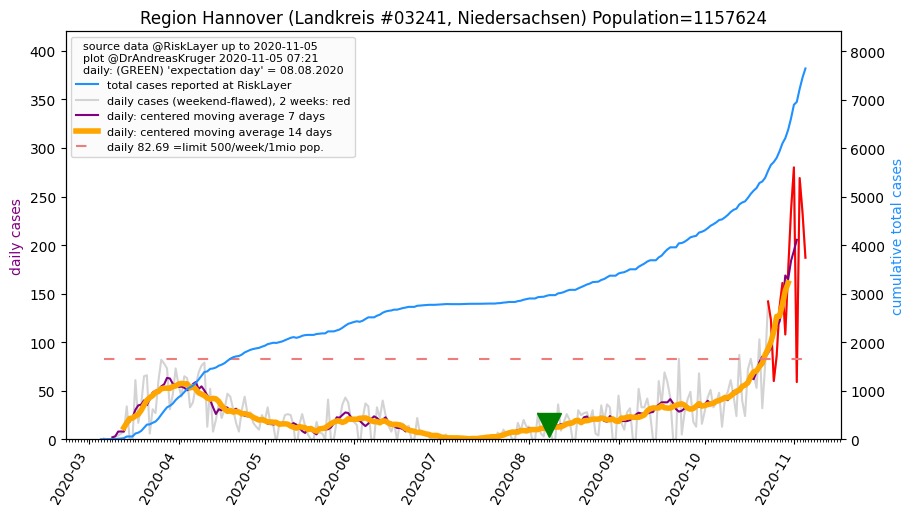 Region Hannover (Landkreis #03241, Niedersachsen) Population=1157624
source data @RiskLayer up to 2020-11-05
plot @DrAndreasKruger 2020-11-05 07:21
daily: (GREEN) 'expectation day' = 08.08.2020
total cases reported at RiskLayer
daily cases (weekend-flawed), 2 weeks: red
daily: centered moving average 7 days
daily: centered moving average 14 days
daily 82.69 =limit 500/week/1mio pop.
daily cases
400
350
300
250
200
150
100
50
0
8000
7000
6000
5000
4000
3000
2000
1000
0
cumulative total cases
2020-03
2020-04
2020-05
2020-06
2020-07
2020-08
2020-09
2020-10
2020-11